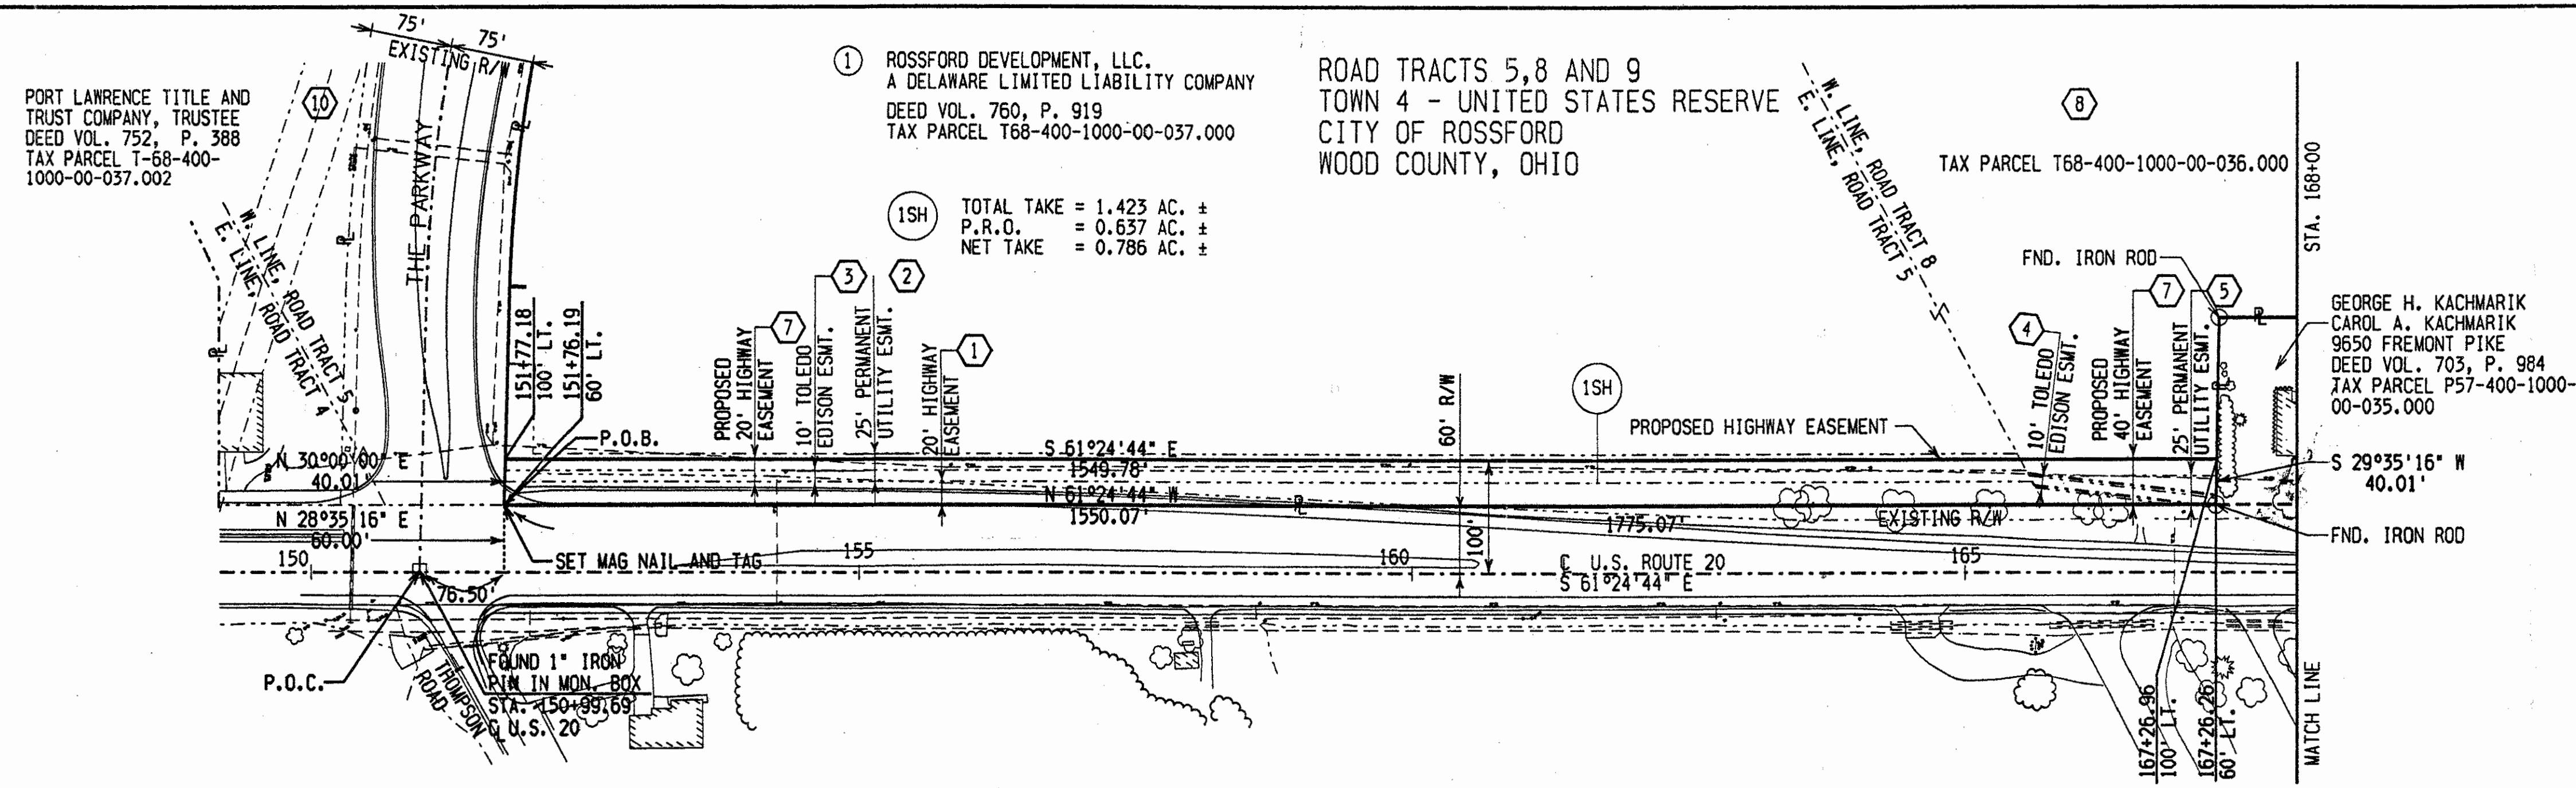 75'
75'
EXISTING R/W
PORT LAWRENCE TITLE AND
TRUST COMPANY, TRUSTEE
DEED VOL. 752, P. 388
TAX PARCEL T-68-400-
1000-00-037.002
10
THE PARKWAY
1
ROSSFORD DEVELOPMENT, LLC.
A DELAWARE LIMITED LIABILITY COMPANY
DEED VOL. 760, P. 919
TAX PARCEL T68-400-1000-00-037.000
1SH
TOTAL TAKE = 1.423 AC. ±
P.R.O. = 0.637 AC. ±
NET TAKE = 0.786 AC. ±
ROAD TRACTS 5,8 AND 9
TOWN 4 - UNITED STATES RESERVE
CITY OF ROSSFORD
WOOD COUNTY, OHIO
W. LINE, ROAD TRACT 8
E. LINE, ROAD TRACT 5
8
TAX PARCEL T68-400-1000-00-036.000
STA. 168+00
FND. IRON ROD
GEORGE H. KACHMARIK
CAROL A. KACHMARIK
9650 FREMONT PIKE
DEED VOL. 703, P. 984
TAX PARCEL P57-400-1000-
00-035.000
W. LINE, ROAD TRACT 5
E. LINE, ROAD TRACT 4
151+77.18
100' LT.
151+76.19
60' LT.
P.O.B.
PROPOSED
20' HIGHWAY
EASEMENT
7
10' TOLEDO
EDISON ESMT.
3
25' PERMANENT
UTILITY ESMT.
2
20' HIGHWAY
EASEMENT
1
60' R/W
1SH
PROPOSED HIGHWAY EASEMENT
4
10' TOLEDO
EDISON ESMT.
7
PROPOSED
40' HIGHWAY
EASEMENT
5
25' PERMANENT
UTILITY ESMT.
S 29°35'16" W
40.01'
FND. IRON ROD
N 30°00'00" E
40.01'
S 61°24'44" E
1549.78'
N 61°24'44" W
1550.07'
1775.07'
EXISTING R/W
N 28°35'16" E
60.00'
SET MAG NAIL AND TAG
100'
150
155
160
165
℄ U.S. ROUTE 20
S 61°24'44" E
76.50'
P.O.C.
THOMPSON
ROAD
FOUND 1" IRON
PIN IN MON. BOX
STA. 150+99.69
℄ U.S. 20
167+26.96
100' LT.
167+26.26
60' LT.
MATCH LINE